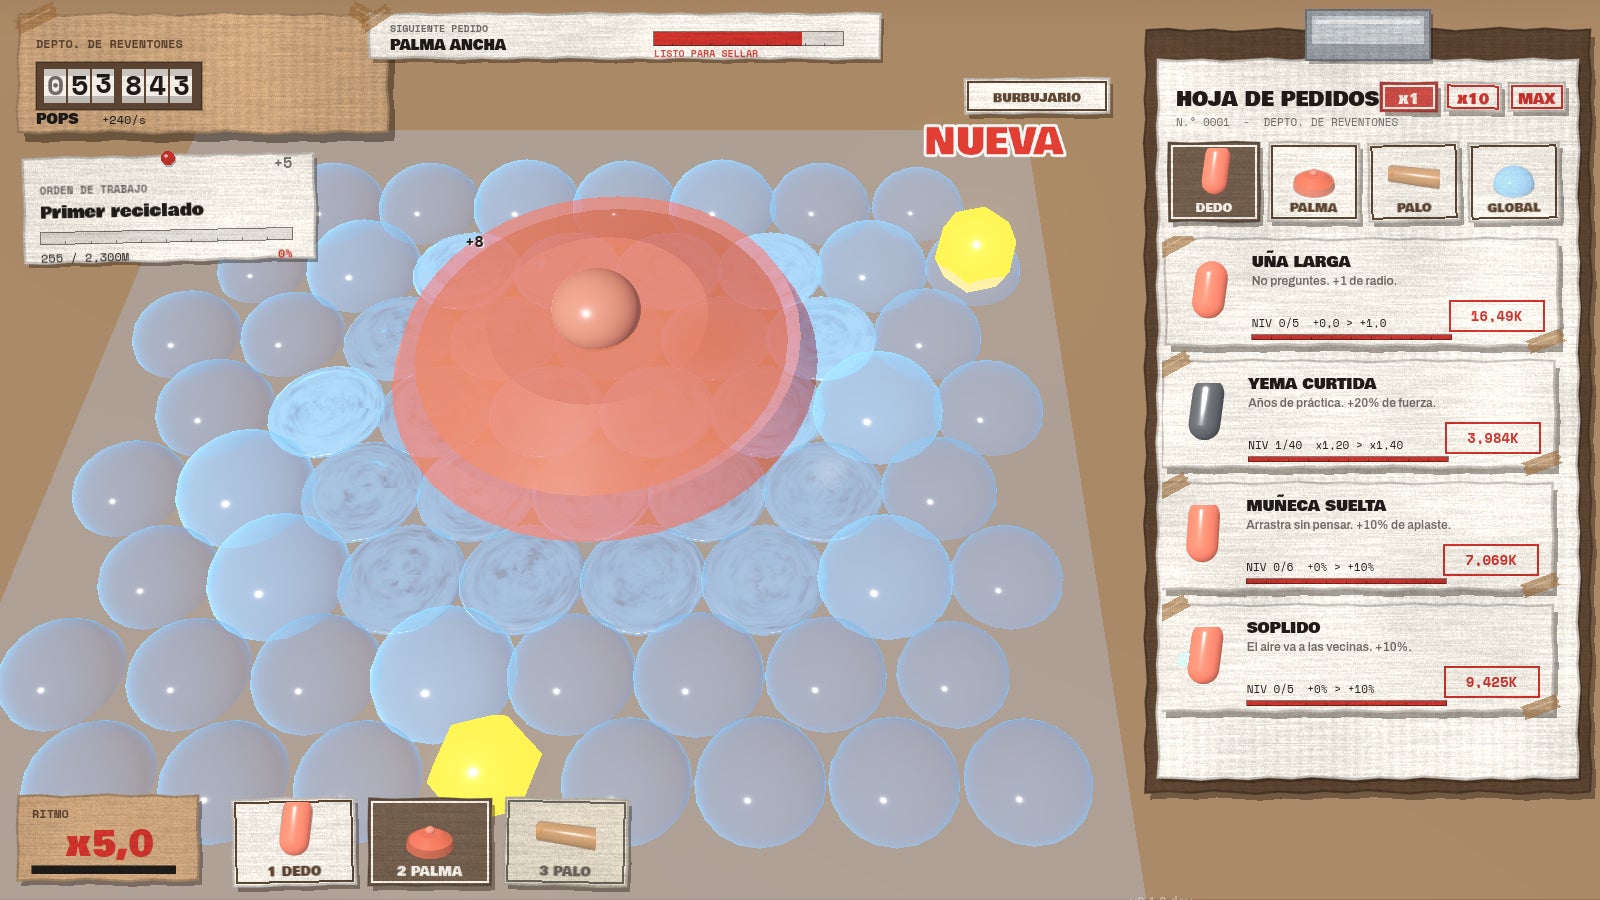 DEPTO. DE REVENTONES
053 843
POPS +240/s
SIGUIENTE PEDIDO
PALMA ANCHA
LISTO PARA SELLAR
BURBUJARIO
NUEVA
+5
ORDEN DE TRABAJO
Primer reciclado
255 / 2,300M 0%
+8
HOJA DE PEDIDOS x1 x10 MAX
N.° 0001 - DEPTO. DE REVENTONES
DEDO PALMA PALO GLOBAL
UÑA LARGA
No preguntes. +1 de radio.
NIV 0/5 +0,0 > +1,0 16,49K
YEMA CURTIDA
Años de práctica. +20% de fuerza.
NIV 1/40 x1,20 > x1,40 3,984K
MUÑECA SUELTA
Arrastra sin pensar. +10% de aplaste.
NIV 0/6 +0% > +10% 7,069K
SOPLIDO
El aire va a las vecinas. +10%.
NIV 0/5 +0% > +10% 9,425K
RITMO
x5,0
1 DEDO 2 PALMA 3 PALO